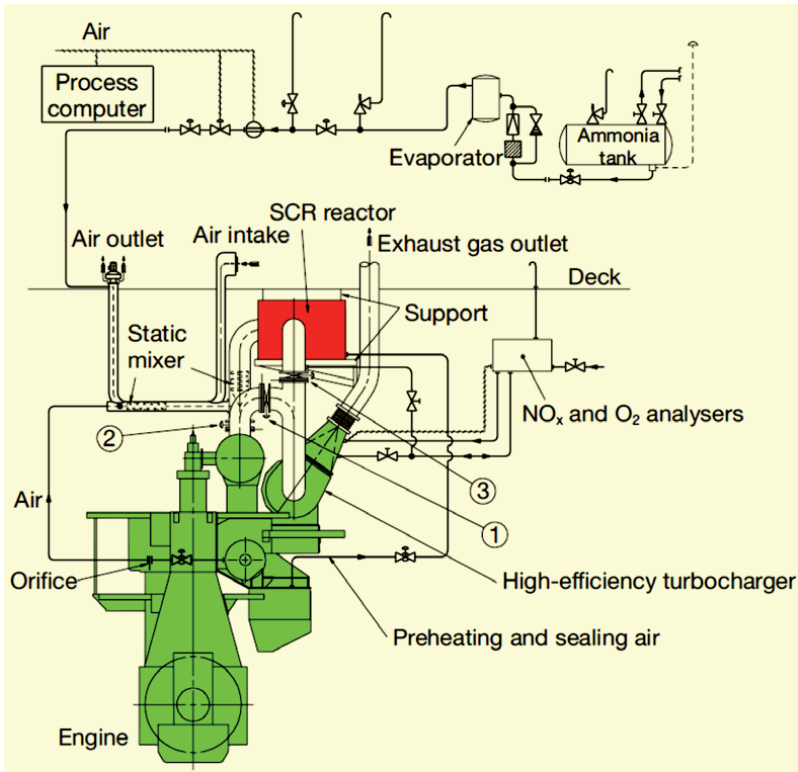 Air
Process
computer
Evaporator
Ammonia
tank
SCR reactor
Air outlet
Air intake
Exhaust gas outlet
Deck
Support
Static
mixer
NOx and O2 analysers
2
3
1
Air
Orifice
High-efficiency turbocharger
Preheating and sealing air
Engine